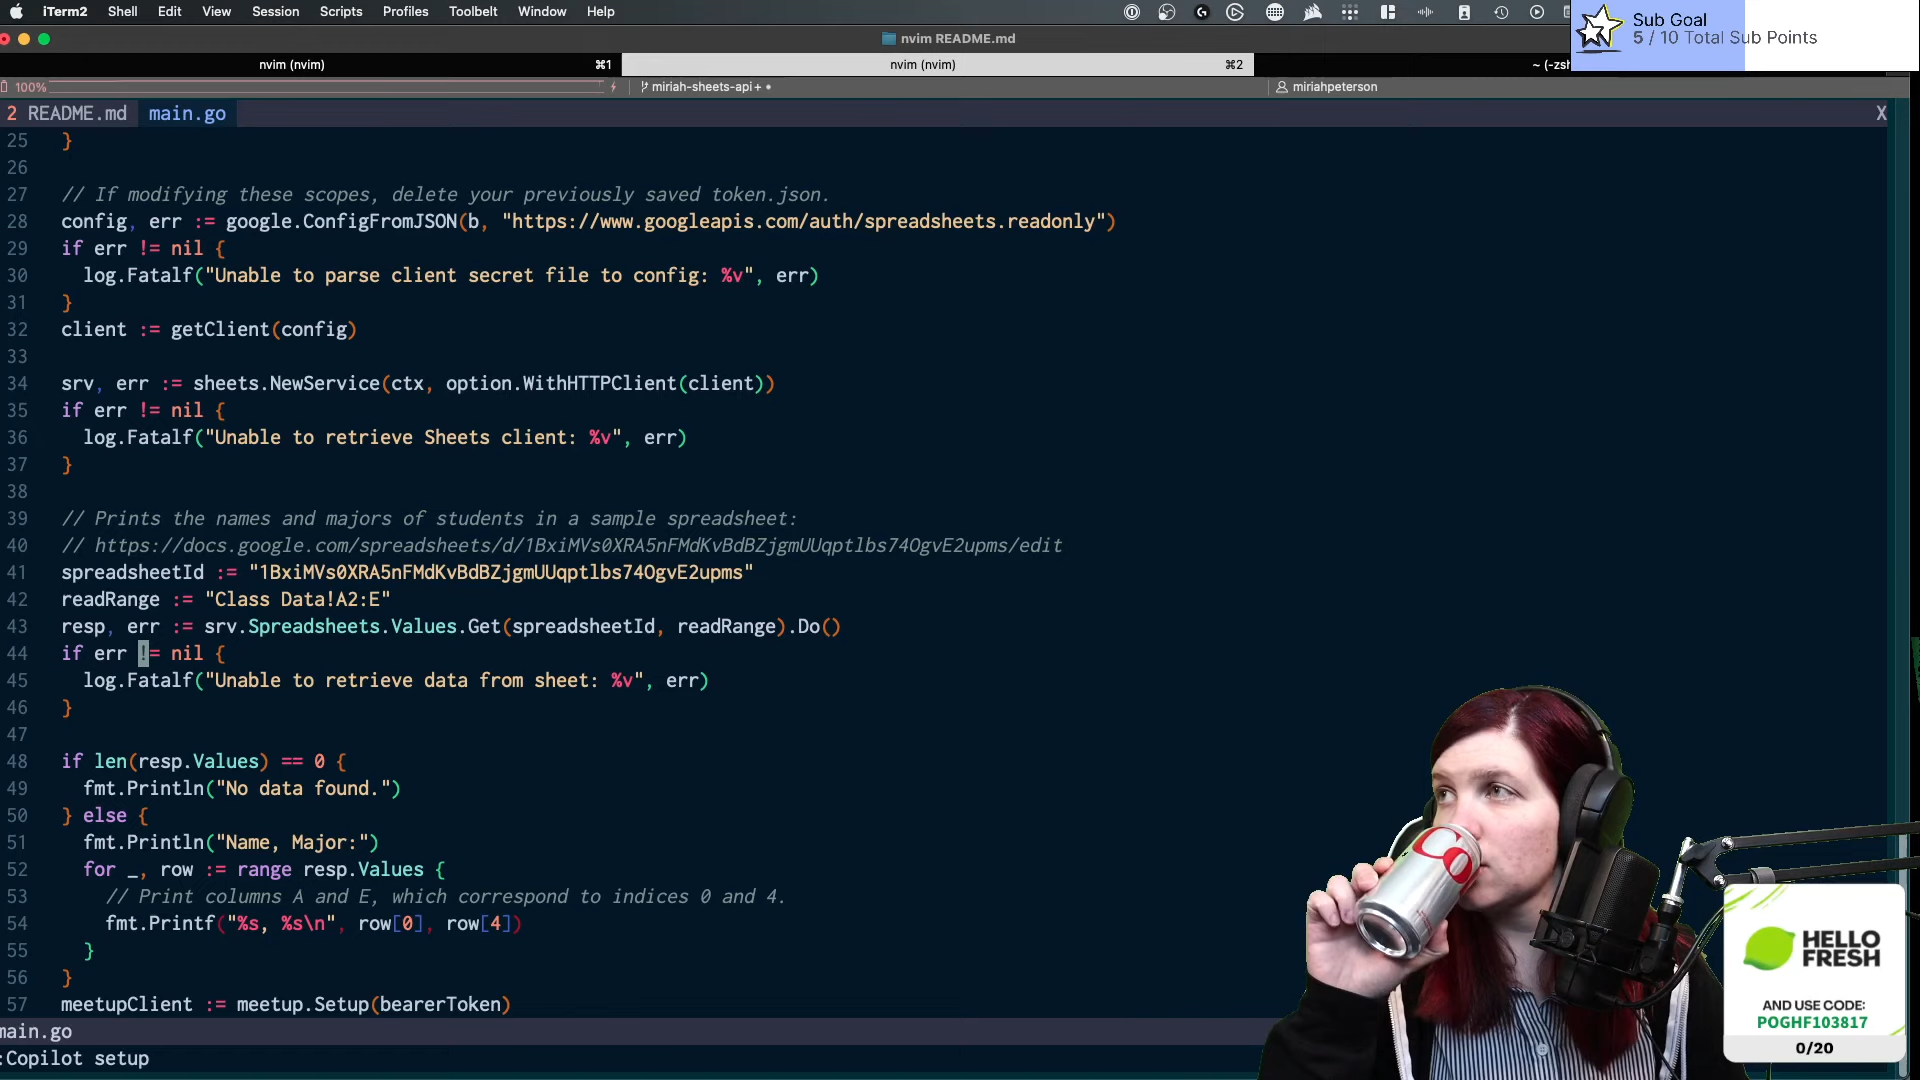 iTerm2 Shell Edit View Session Scripts Profiles Toolbelt Window Help
Sub Goal
5 / 10 Total Sub Points
nvim README.md
nvim (nvim) ⌘1 nvim (nvim) ⌘2 ~ (-zsh
100% miriah-sheets-api+ • miriahpeterson
2 README.md main.go X
25 }
26
27 // If modifying these scopes, delete your previously saved token.json.
28 config, err := google.ConfigFromJSON(b, "https://www.googleapis.com/auth/spreadsheets.readonly")
29 if err != nil {
30 log.Fatalf("Unable to parse client secret file to config: %v", err)
31 }
32 client := getClient(config)
33
34 srv, err := sheets.NewService(ctx, option.WithHTTPClient(client))
35 if err != nil {
36 log.Fatalf("Unable to retrieve Sheets client: %v", err)
37 }
38
39 // Prints the names and majors of students in a sample spreadsheet:
40 // https://docs.google.com/spreadsheets/d/1BxiMVs0XRA5nFMdKvBdBZjgmUUqptlbs74OgvE2upms/edit
41 spreadsheetId := "1BxiMVs0XRA5nFMdKvBdBZjgmUUqptlbs74OgvE2upms"
42 readRange := "Class Data!A2:E"
43 resp, err := srv.Spreadsheets.Values.Get(spreadsheetId, readRange).Do()
44 if err != nil {
45 log.Fatalf("Unable to retrieve data from sheet: %v", err)
46 }
47
48 if len(resp.Values) == 0 {
49 fmt.Println("No data found.")
50 } else {
51 fmt.Println("Name, Major:")
52 for _, row := range resp.Values {
53 // Print columns A and E, which correspond to indices 0 and 4.
54 fmt.Printf("%s, %s\n", row[0], row[4])
55 }
56 }
57 meetupClient := meetup.Setup(bearerToken)
main.go
:Copilot setup
HELLO
FRESH
AND USE CODE:
POGHF103817
0/20